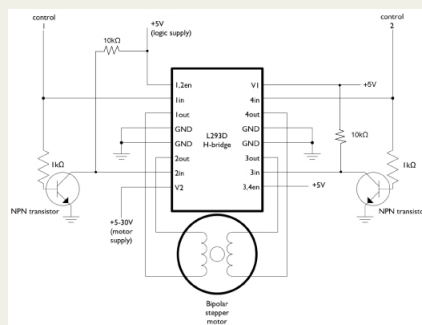 control
1
+5V
(logic supply)
10kΩ
control
2
1,2en
1in
1out
GND
GND
2out
2in
V2
L293D
H-bridge
V1
4in
4out
GND
GND
3out
3in
3,4en
+5V
10kΩ
+5V
1kΩ
NPN transistor
1kΩ
NPN transisto
+5-30V
(motor
supply)
Bipolar
stepper
motor